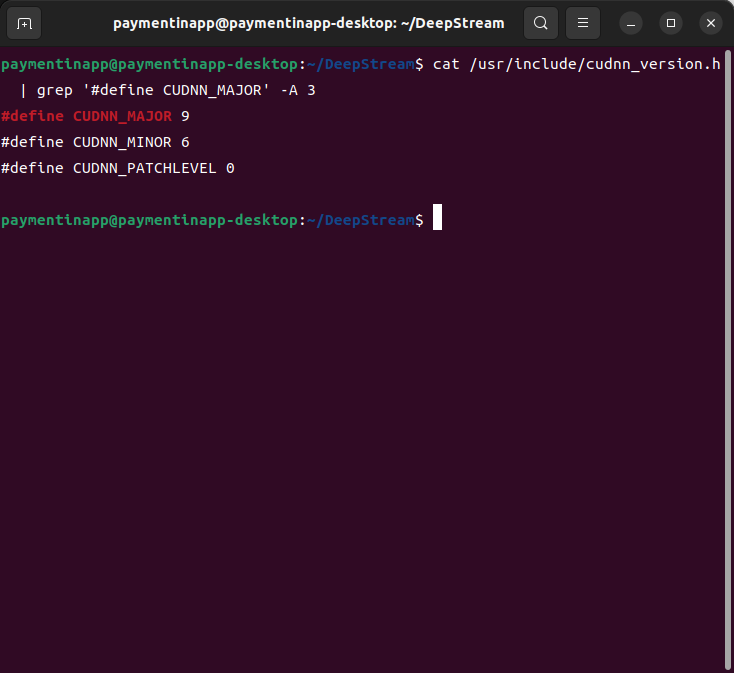 paymentinapp@paymentinapp-desktop: ~/DeepStream
paymentinapp@paymentinapp-desktop:~/DeepStream$ cat /usr/include/cudnn_version.h
| grep '#define CUDNN_MAJOR' -A 3
#define CUDNN_MAJOR 9
#define CUDNN_MINOR 6
#define CUDNN_PATCHLEVEL 0
paymentinapp@paymentinapp-desktop:~/DeepStream$